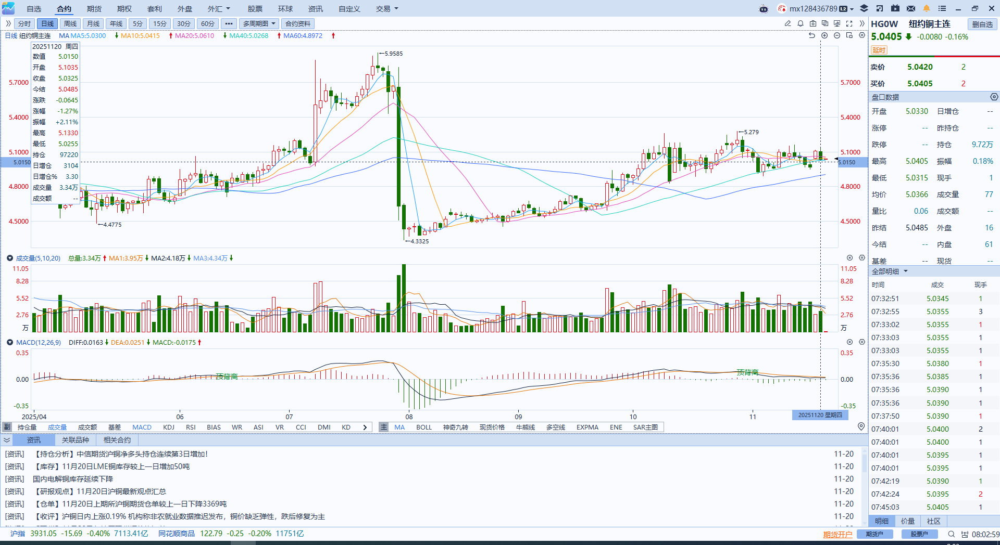 自选 合约 期货 期权 套利 外盘 外汇 股票 环球 资讯 自定义 交易 mx128436789 L2
分时 日线 周线 月线 年线 5分 15分 30分 60分 ••• 多周期图 合约资料
日线 纽约铜主连 MA MA5:5.0300 MA10:5.0415 MA20:5.0610 MA40:5.0268 MA60:4.8972
20251120 周四
数值 5.0150
开盘 5.1035
收盘 5.0325
今结 5.0485
涨跌 -0.0645
涨幅 -1.27%
振幅 +2.11%
最高 5.1330
最低 5.0255
持仓 97220
日增仓 3104
日增仓% 3.30
成交量 3.34万
成交额 --
5.7000
5.4000
5.1000
5.0150
4.8000
4.5000
5.9585
5.279
4.4775
4.3325
5.7000
5.4000
5.1000
5.0150
4.8000
4.5000
成交量(5,10,20) 总量:3.34万 MA1:3.95万 MA2:4.18万 MA3:4.34万
11.05 11.05
8.28 8.28
5.52 5.52
2.76 2.76
万 万
MACD(12,26,9) DIFF:0.0163 DEA:0.0251 MACD:-0.0175
0.35 0.35
顶背离 顶背离
0.00 0.00
-0.35 -0.35
2025/04 06 07 08 09 10 11 20251120 星期四
副 持仓量 成交量 成交额 基差 MACD KDJ RSI BIAS WR ASI VR CCI DMI KD 主 MA BOLL 神奇九转 现货价格 牛熊线 多空线 EXPMA ENE SAR主图
资讯 关联品种 相关合约
[资讯] 【持仓分析】中信期货沪铜净多头持仓连续第3日增加！ 11-20
[资讯] 【库存】11月20日LME铜库存较上一日增加50吨 11-20
[资讯] 国内电解铜库存延续下降 11-20
[资讯] 【研报观点】11月20日沪铜最新观点汇总 11-20
[资讯] 【仓单】11月20日上期所沪铜期货仓单较上一日下降3369吨 11-20
[资讯] 【收评】沪铜日内上涨0.19% 机构称非农就业数据推迟发布，铜价缺乏弹性，跌后修复为主 11-20
HG0W 纽约铜主连 删自选
5.0405 -0.0080 -0.16%
延时
卖价 5.0420 2
买价 5.0405 2
盘口数据
开盘 5.0330 日增仓 --
涨停 -- 昨持仓 --
跌停 -- 持仓 9.72万
最高 5.0405 振幅 0.18%
最低 5.0315 现手 1
均价 5.0366 成交量 77
量比 0.06 成交额 --
昨结 5.0485 外盘 16
今结 -- 内盘 61
基差 -- 现货 --
全部明细
时间 成交 现手
07:32:51 5.0345 1
07:32:55 5.0355 3
07:33:02 5.0355 1
07:33:03 5.0355 1
07:33:03 5.0355 1
07:35:30 5.0380 1
07:35:36 5.0385 1
07:35:36 5.0390 1
07:35:36 5.0390 1
07:37:50 5.0390 1
07:40:01 5.0400 2
07:40:01 5.0400 1
07:40:01 5.0395 1
07:40:01 5.0395 1
07:42:19 5.0390 1
07:42:24 5.0395 2
07:45:03 5.0405 1
明细 价量 社区
沪指 3931.05 -15.69 -0.40% 7113.41亿 同花顺商品 122.79 -0.25 -0.20% 11751亿 期货开户 期货户 股票户 08:02:59